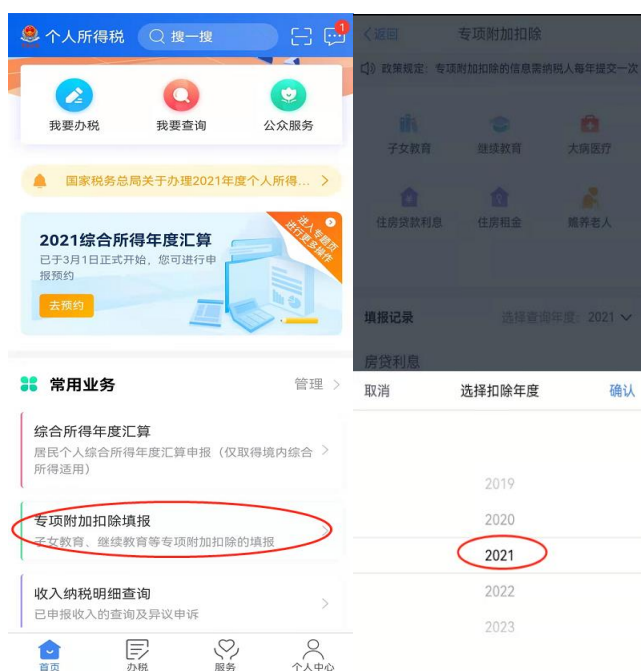 个人所得税
搜一搜
1
我要办税
我要查询
公众服务
国家税务总局关于办理2021年度个人所得...
2021综合所得年度汇算
已于3月1日正式开始，您可进行申
报预约
去预约
进入专题页
进行更多操作
常用业务
管理
综合所得年度汇算
居民个人综合所得年度汇算申报（仅取得境内综合
所得适用）
专项附加扣除填报
子女教育、继续教育等专项附加扣除的填报
收入纳税明细查询
已申报收入的查询及异议申诉
首页
办税
服务
个人中心
返回
专项附加扣除
政策规定：专项附加扣除的信息需纳税人每年提交一次
子女教育
继续教育
大病医疗
住房贷款利息
住房租金
赡养老人
填报记录
选择查询年度：2021
房贷利息
取消
选择扣除年度
确认
2019
2020
2021
2022
2023